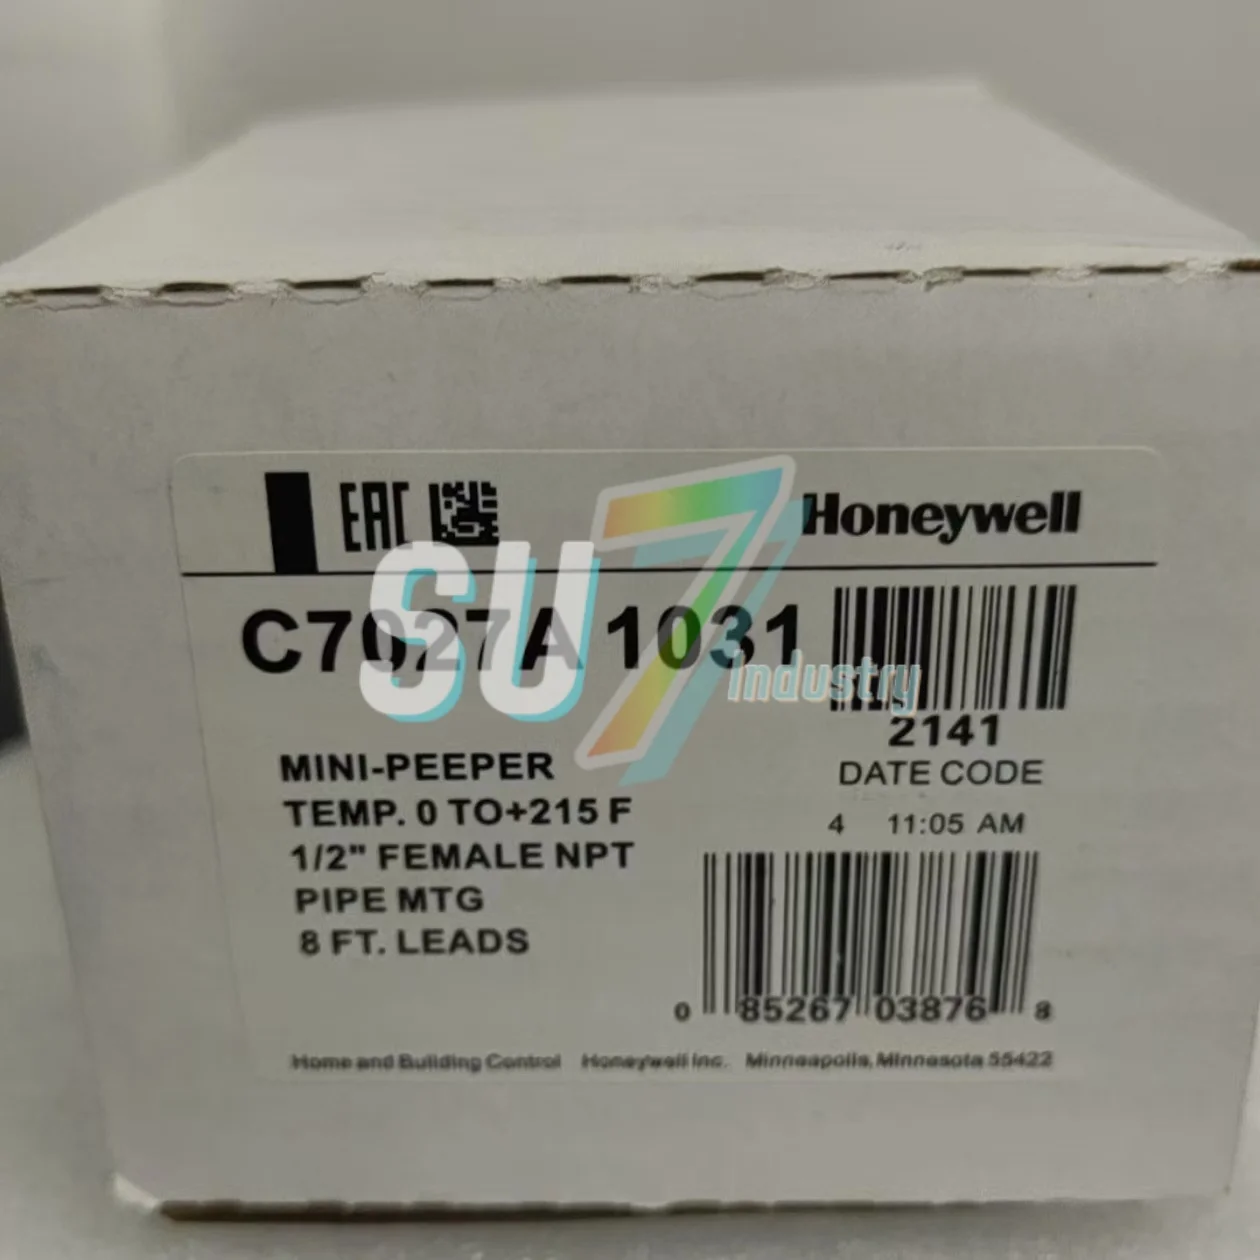 EAC
Honeywell
C7027A 1031
SU7
industry
2141
DATE CODE
MINI-PEEPER
TEMP. 0 TO+215 F
1/2" FEMALE NPT
PIPE MTG
8 FT. LEADS
4 11:05 AM
0 85267 03876 8
Home and Building Control Honeywell Inc. Minneapolis, Minnesota 55422